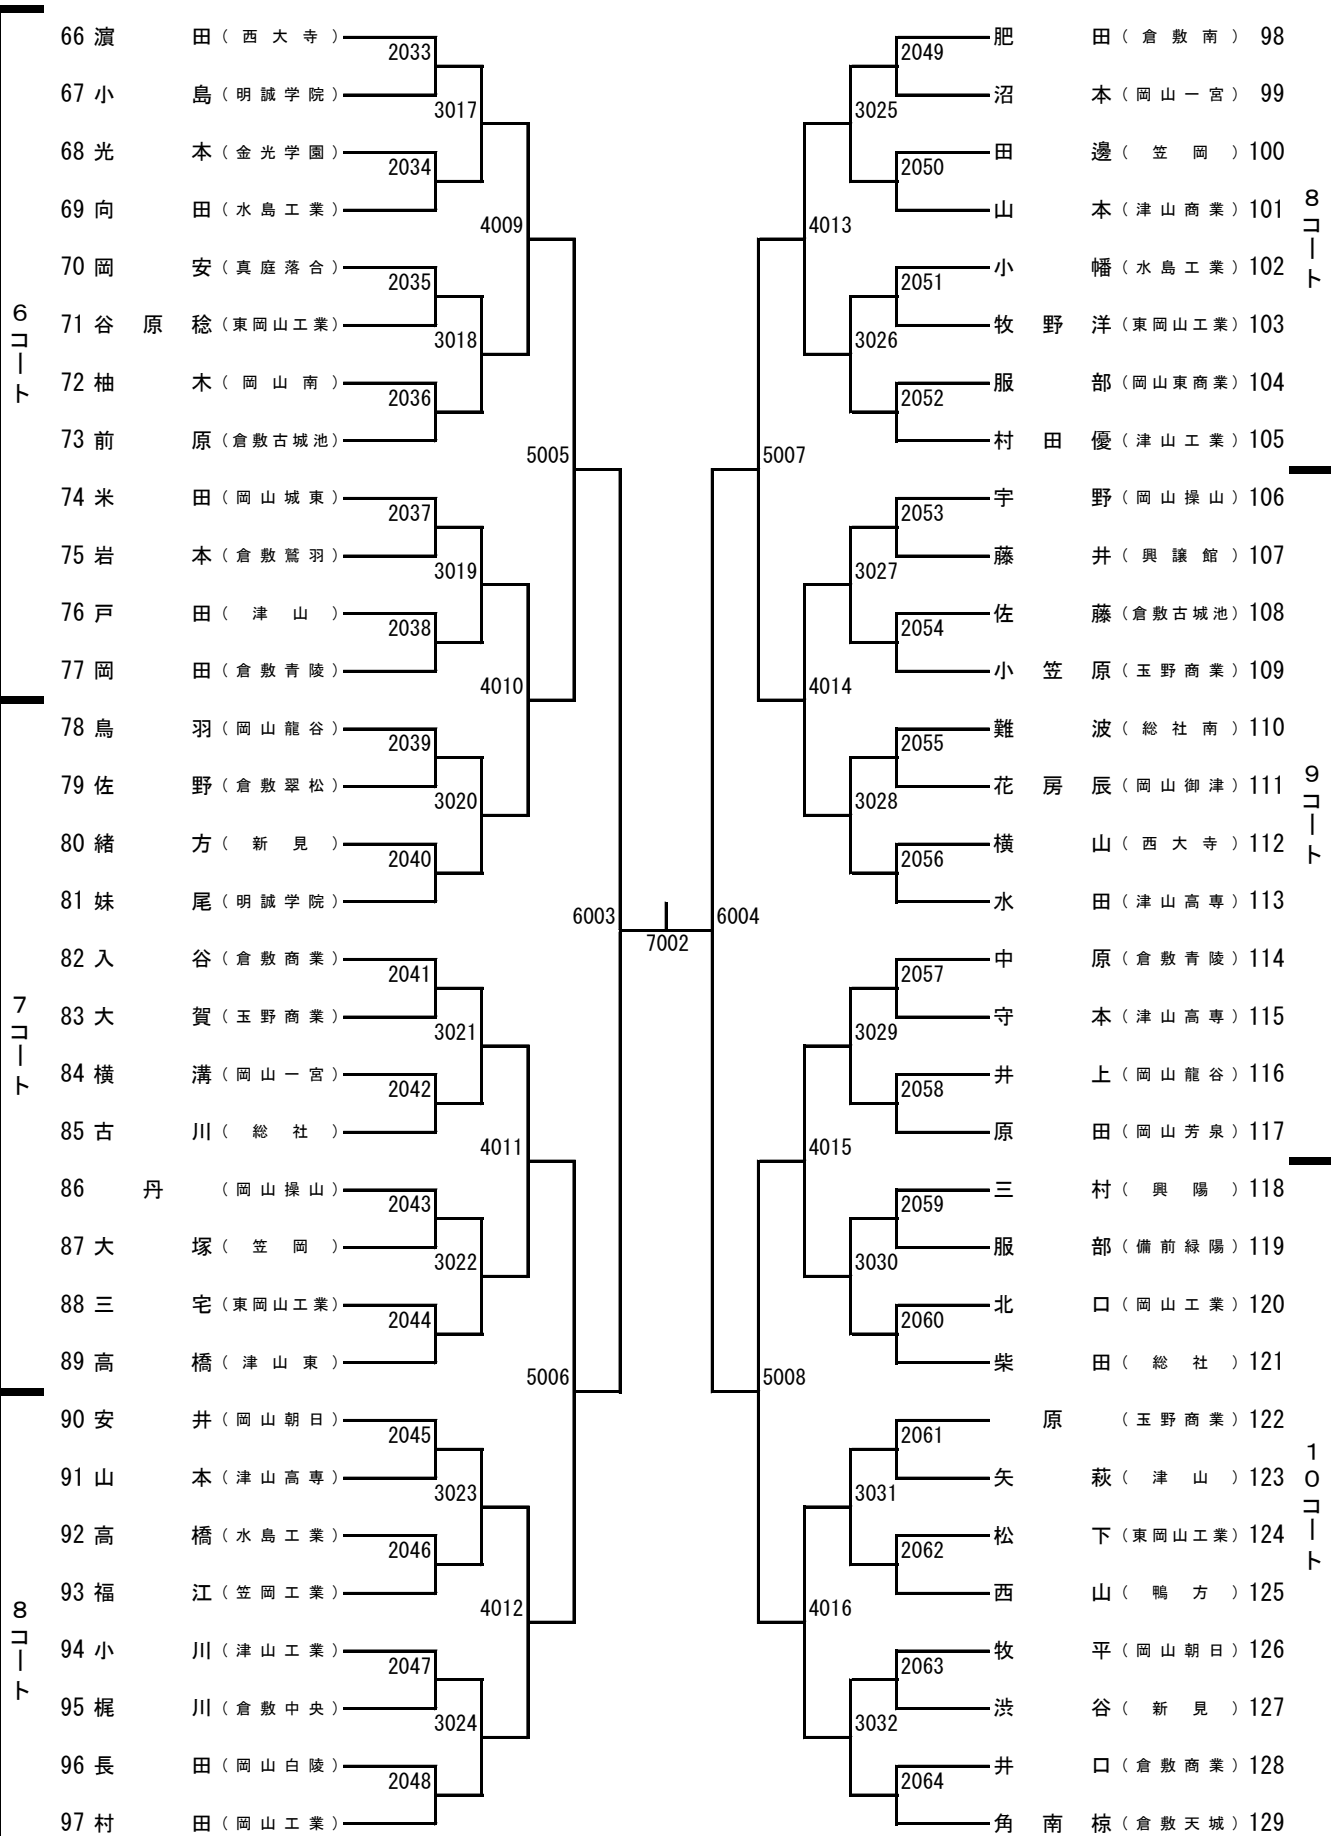 6コート
66 濵 田 (西大寺)
67 小 島 (明誠学院)
68 光 本 (金光学園)
69 向 田 (水島工業)
70 岡 安 (真庭落合)
71 谷 原 稔 (東岡山工業)
72 柚 木 (岡山南)
73 前 原 (倉敷古城池)
74 米 田 (岡山城東)
75 岩 本 (倉敷鷲羽)
76 戸 田 (津山)
77 岡 田 (倉敷青陵)
7コート
78 鳥 羽 (岡山龍谷)
79 佐 野 (倉敷翠松)
80 緒 方 (新見)
81 妹 尾 (明誠学院)
82 入 谷 (倉敷商業)
83 大 賀 (玉野商業)
84 横 溝 (岡山一宮)
85 古 川 (総社)
86 丹 (岡山操山)
87 大 塚 (笠岡)
88 三 宅 (東岡山工業)
89 高 橋 (津山東)
8コート
90 安 井 (岡山朝日)
91 山 本 (津山高専)
92 高 橋 (水島工業)
93 福 江 (笠岡工業)
94 小 川 (津山工業)
95 梶 川 (倉敷中央)
96 長 田 (岡山白陵)
97 村 田 (岡山工業)
2033
2034
2035
2036
2037
2038
2039
2040
2041
2042
2043
2044
2045
2046
2047
2048
3017
3018
3019
3020
3021
3022
3023
3024
4009
4010
4011
4012
5005
5006
6003
7002
6004
5007
5008
4013
4014
4015
4016
3025
3026
3027
3028
3029
3030
3031
3032
2049
2050
2051
2052
2053
2054
2055
2056
2057
2058
2059
2060
2061
2062
2063
2064
8コート
肥 田 (倉敷南) 98
沼 本 (岡山一宮) 99
田 邊 (笠岡) 100
山 本 (津山商業) 101
小 幡 (水島工業) 102
牧 野 洋 (東岡山工業) 103
服 部 (岡山東商業) 104
村 田 優 (津山工業) 105
9コート
宇 野 (岡山操山) 106
藤 井 (興譲館) 107
佐 藤 (倉敷古城池) 108
小 笠 原 (玉野商業) 109
難 波 (総社南) 110
花 房 辰 (岡山御津) 111
横 山 (西大寺) 112
水 田 (津山高専) 113
中 原 (倉敷青陵) 114
守 本 (津山高専) 115
井 上 (岡山龍谷) 116
原 田 (岡山芳泉) 117
10コート
三 村 (興陽) 118
服 部 (備前緑陽) 119
北 口 (岡山工業) 120
柴 田 (総社) 121
原 (玉野商業) 122
矢 萩 (津山) 123
松 下 (東岡山工業) 124
西 山 (鴨方) 125
牧 平 (岡山朝日) 126
渋 谷 (新見) 127
井 口 (倉敷商業) 128
角 南 椋 (倉敷天城) 129